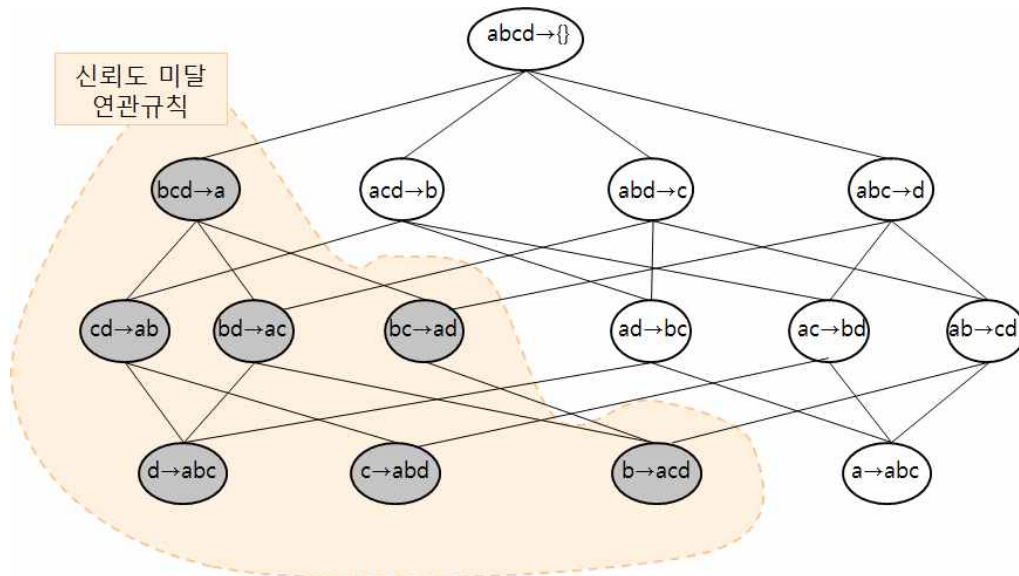 abcd→{}
신뢰도 미달
연관규칙
bcd→a
acd→b
abd→c
abc→d
cd→ab
bd→ac
bc→ad
ad→bc
ac→bd
ab→cd
d→abc
c→abd
b→acd
a→abc